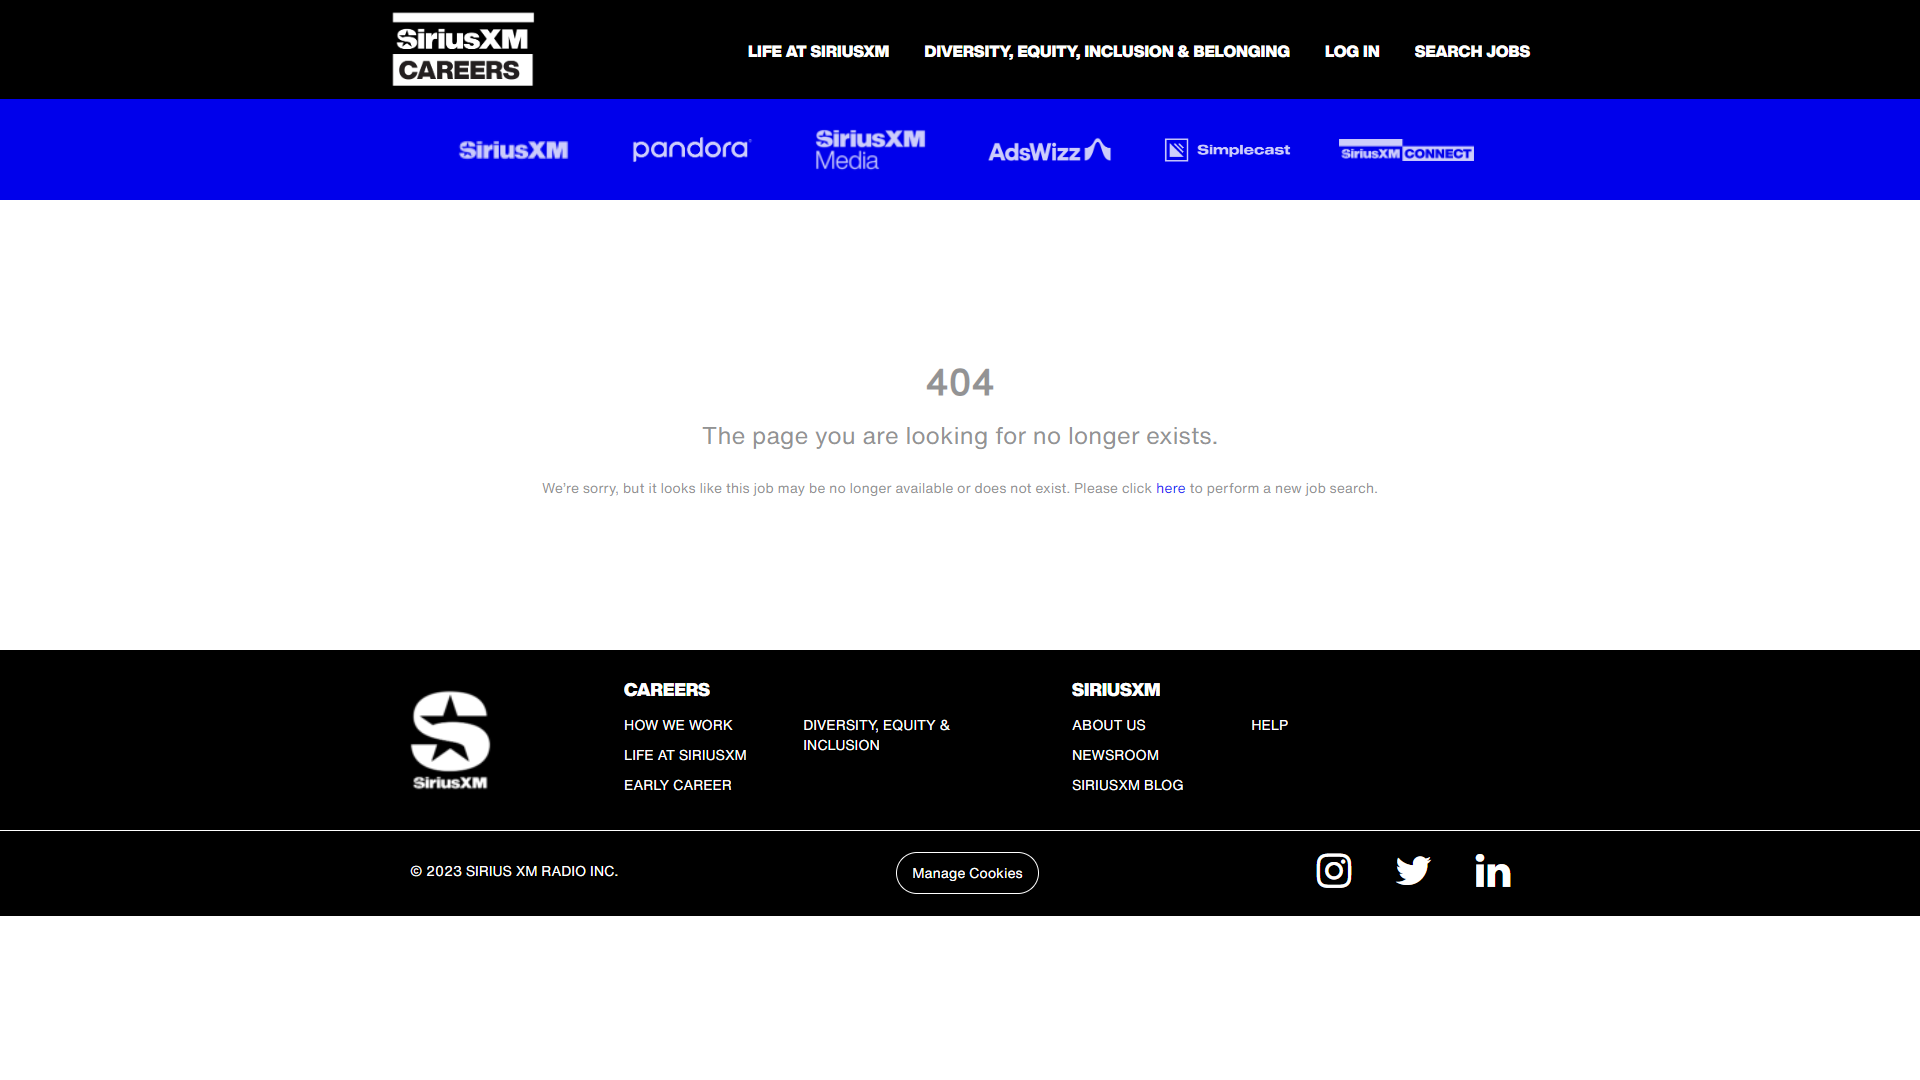 SiriusXM
CAREERS
LIFE AT SIRIUSXM
DIVERSITY, EQUITY, INCLUSION & BELONGING
LOG IN
SEARCH JOBS
SiriusXM
pandora
SiriusXM
Media
AdsWizz
Simplecast
SiriusXM CONNECT
404
The page you are looking for no longer exists.
We’re sorry, but it looks like this job may be no longer available or does not exist. Please click here to perform a new job search.
SiriusXM
CAREERS
HOW WE WORK
LIFE AT SIRIUSXM
EARLY CAREER
DIVERSITY, EQUITY &
INCLUSION
SIRIUSXM
ABOUT US
NEWSROOM
SIRIUSXM BLOG
HELP
© 2023 SIRIUS XM RADIO INC.
Manage Cookies